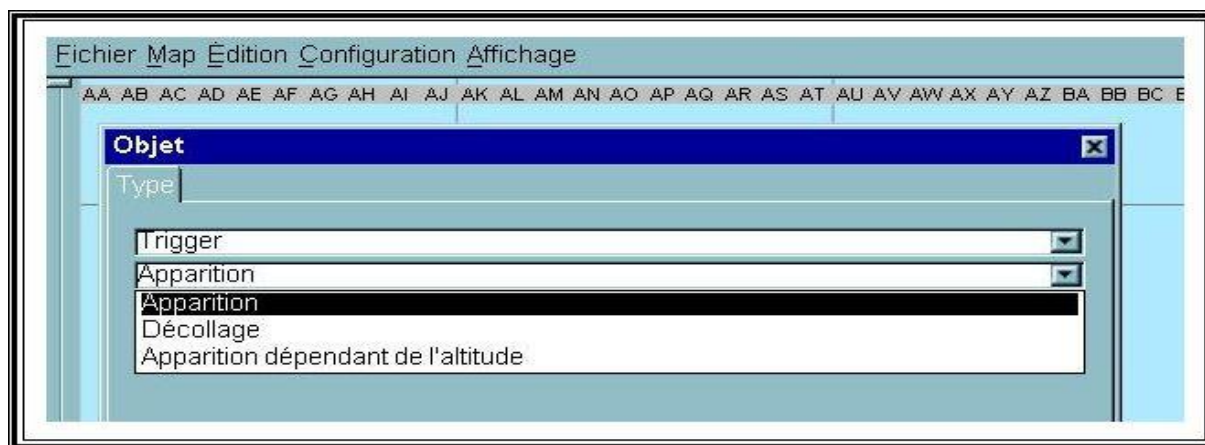 Fichier Map Édition Configuration Affichage
AA AB AC AD AE AF AG AH AI AJ AK AL AM AN AO AP AQ AR AS AT AU AV AW AX AY AZ BA BB BC
Objet
Type
Trigger
Apparition
Apparition
Décollage
Apparition dépendant de l'altitude